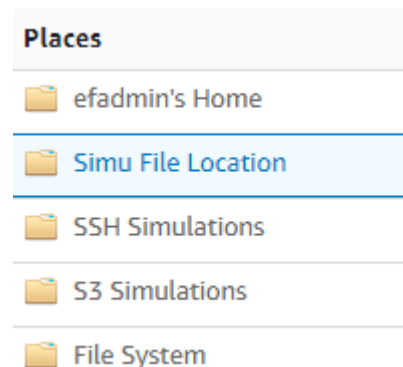 Places
efadmin's Home
Simu File Location
SSH Simulations
S3 Simulations
File System